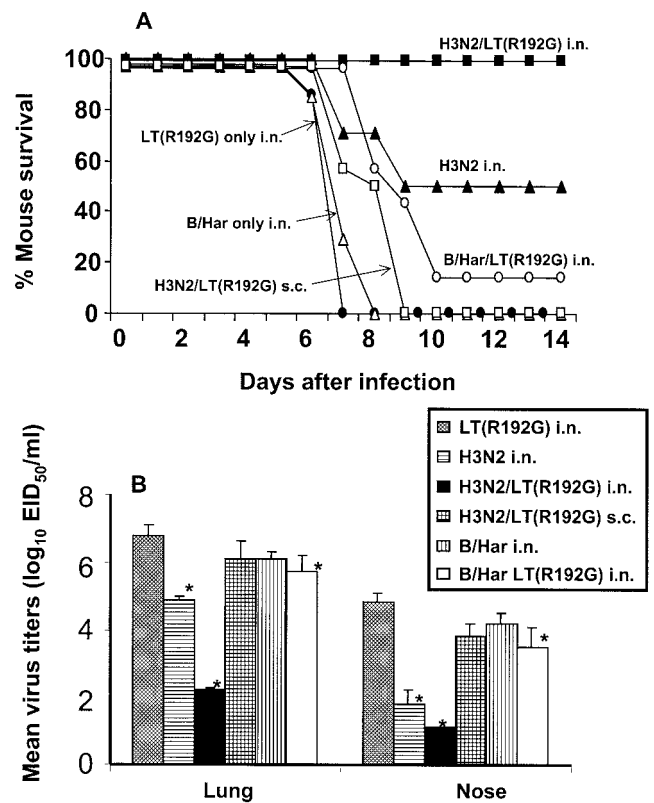 A
H3N2/LT(R192G) i.n.
100
80
60
40
20
0
% Mouse survival
LT(R192G) only i.n.
H3N2 i.n.
B/Har only i.n.
B/Har/LT(R192G) i.n.
H3N2/LT(R192G) s.c.
0 2 4 6 8 10 12 14
Days after infection
LT(R192G) i.n.
H3N2 i.n.
H3N2/LT(R192G) i.n.
H3N2/LT(R192G) s.c.
B/Har i.n.
B/Har LT(R192G) i.n.
B
8
6
4
2
0
Mean virus titers (log10 EID50/ml)
* * * * * *
Lung Nose